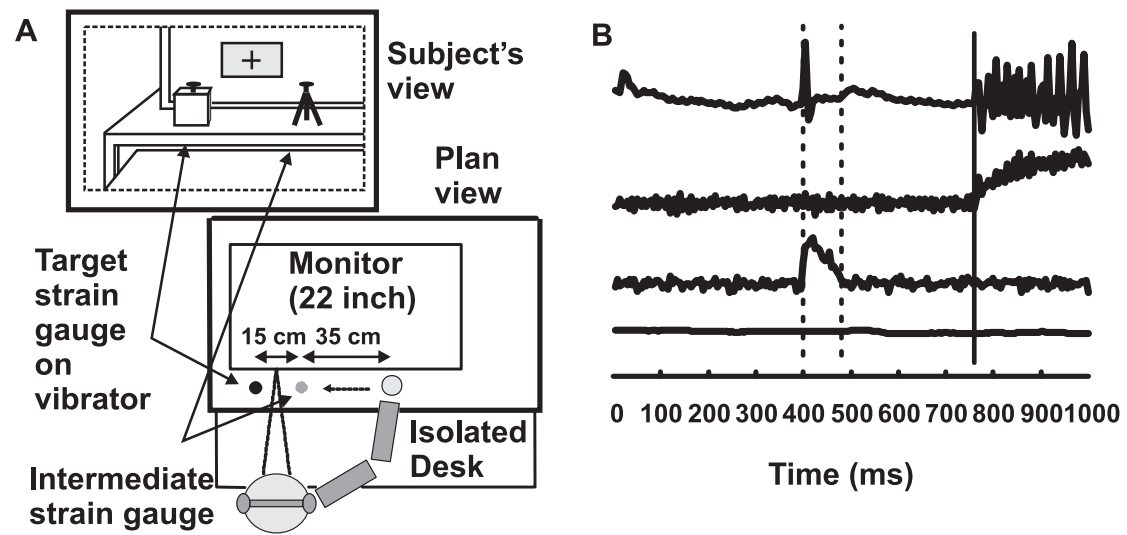 A
Subject's
view
Plan
view
Target
strain
gauge
on
vibrator
Monitor
(22 inch)
15 cm 35 cm
Isolated
Desk
Intermediate
strain gauge
B
0 100 200 300 400 500 600 700 800 9001000
Time (ms)